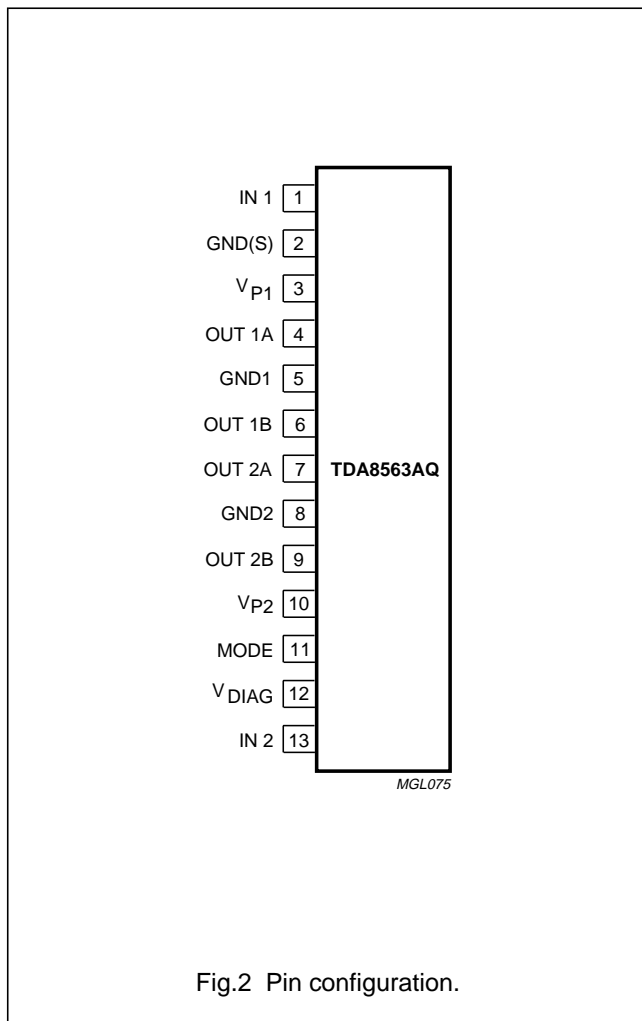 IN 1 1
GND(S) 2
VP1 3
OUT 1A 4
GND1 5
OUT 1B 6
OUT 2A 7 TDA8563AQ
GND2 8
OUT 2B 9
VP2 10
MODE 11
VDIAG 12
IN 2 13
MGL075
Fig.2 Pin configuration.